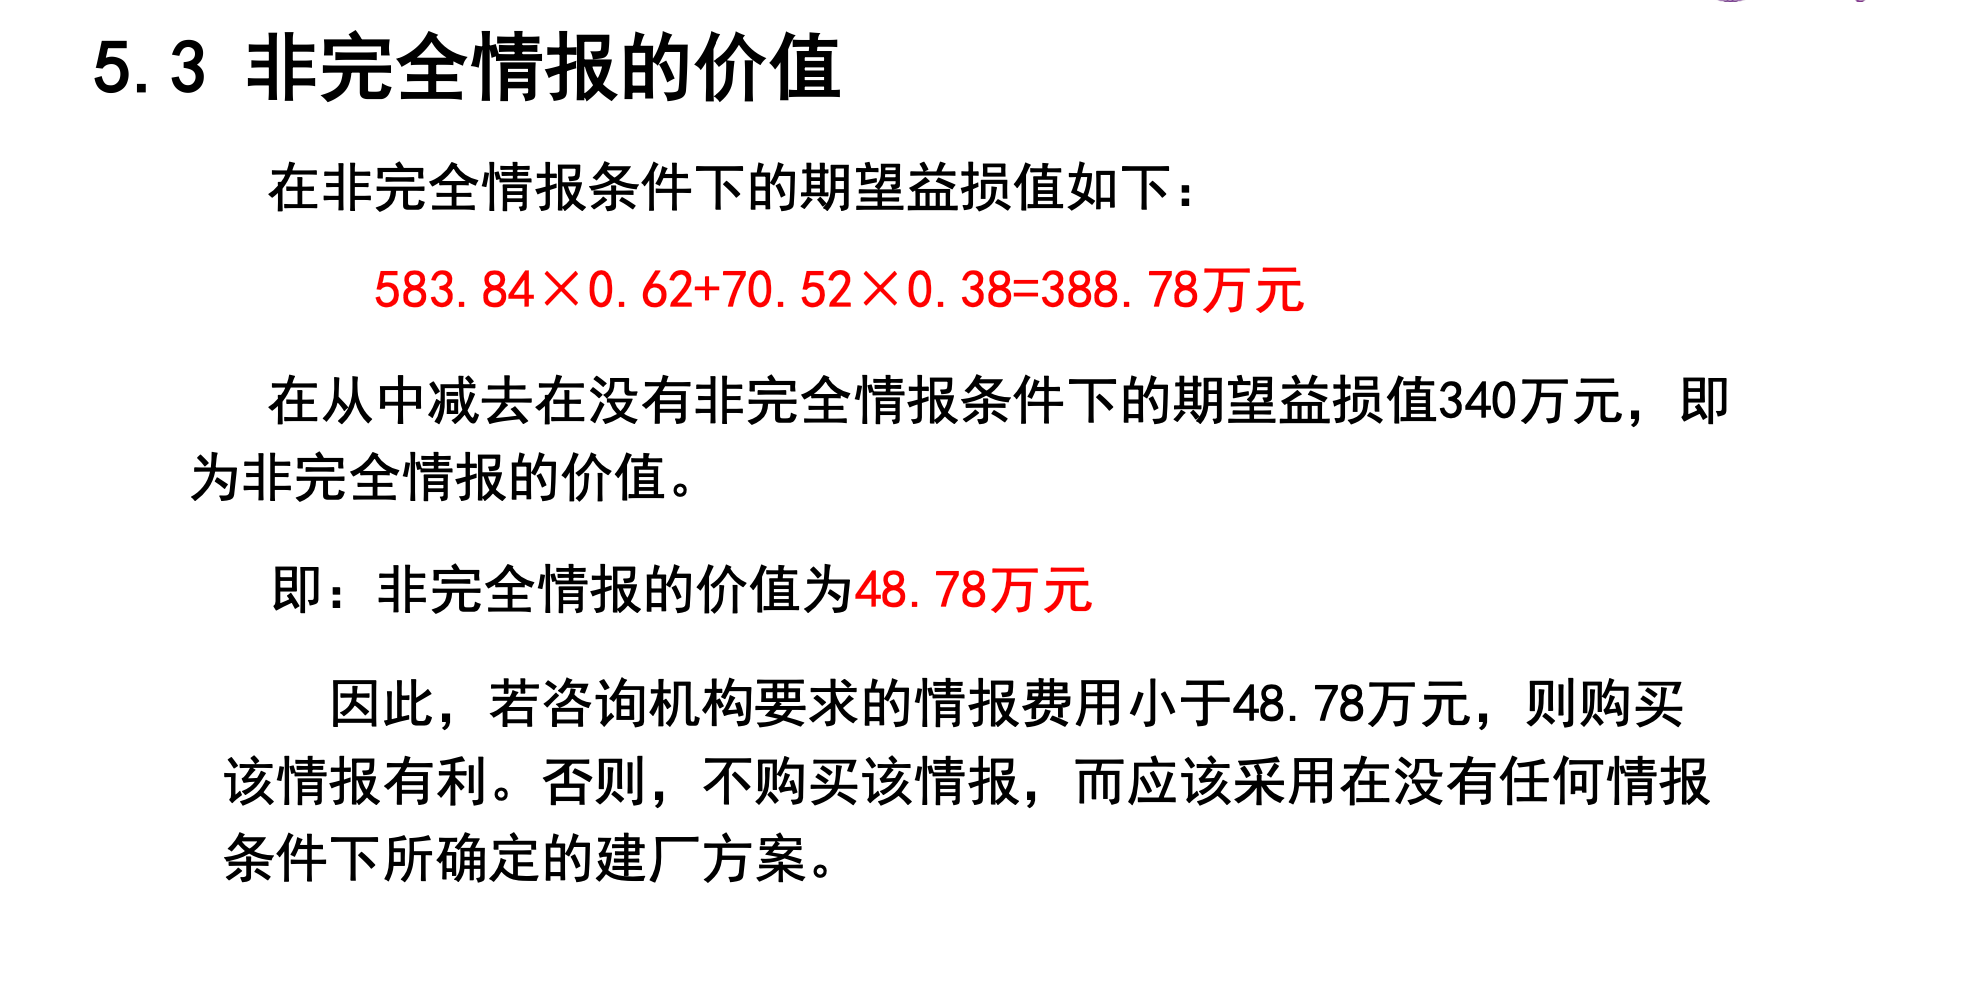 5.3 非完全情报的价值
在非完全情报条件下的期望益损值如下:
583.84×0.62+70.52×0.38=388.78万元
在从中减去在没有非完全情报条件下的期望益损值340万元，即
为非完全情报的价值。
即：非完全情报的价值为48.78万元
因此，若咨询机构要求的情报费用小于48.78万元，则购买
该情报有利。否则，不购买该情报，而应该采用在没有任何情报
条件下所确定的建厂方案。